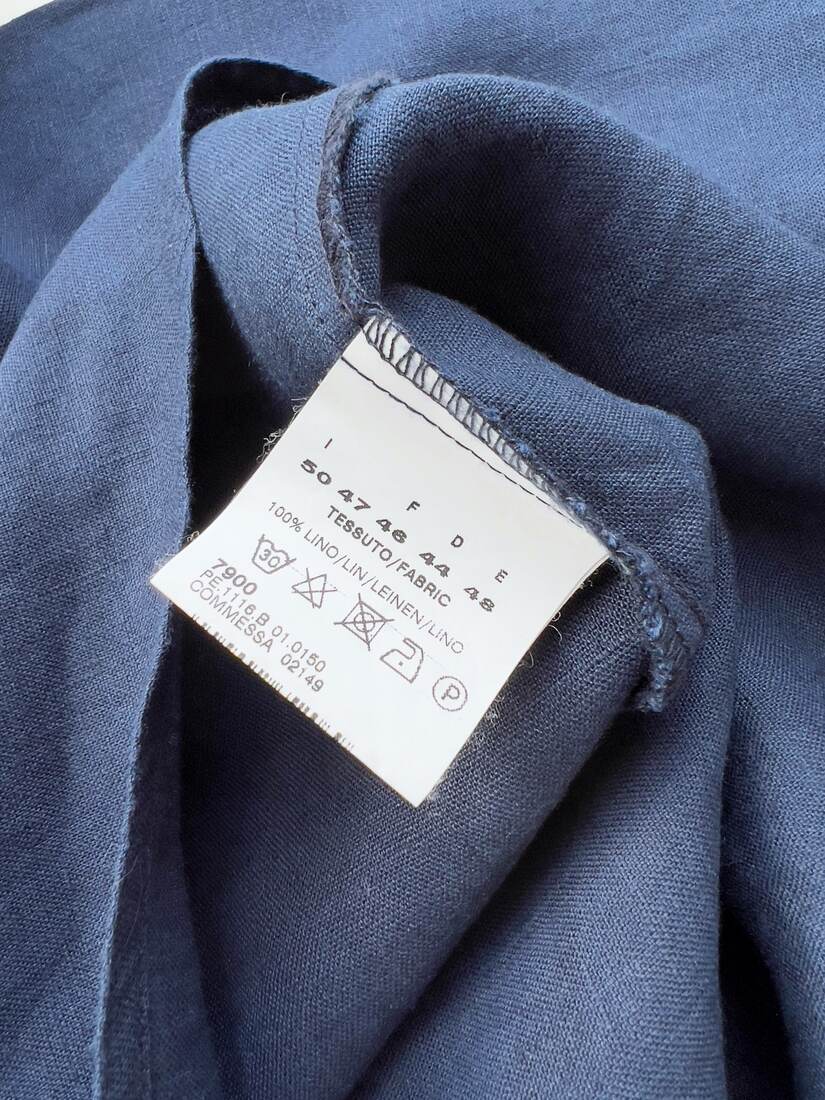 I F D E
50 47 46 44 48
TESSUTO/FABRIC
100% LINO/LIN/LEINEN/LINO
30 P
7900
PE.1116.B 01.0150
COMMESSA 02149